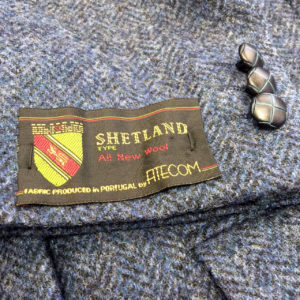 SHETLAND
TYPE
All New Wool
FABRIC PRODUCED IN PORTUGAL by FITECOM